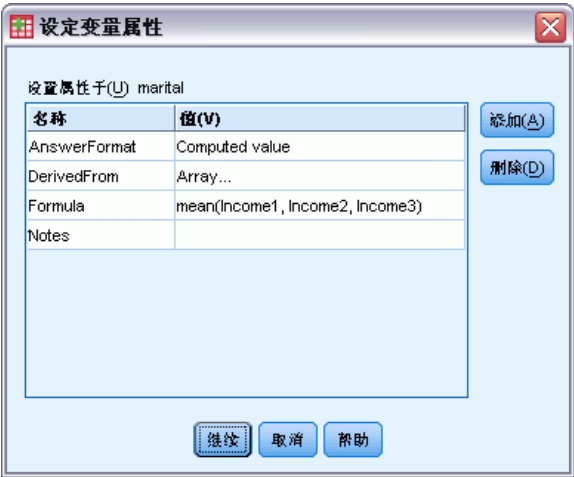 设定变量属性
设置属性于(U) marital
名称 值(V)
AnswerFormat Computed value
DerivedFrom Array...
Formula mean(Income1, Income2, Income3)
Notes
添加(A)
删除(D)
继续 取消 帮助